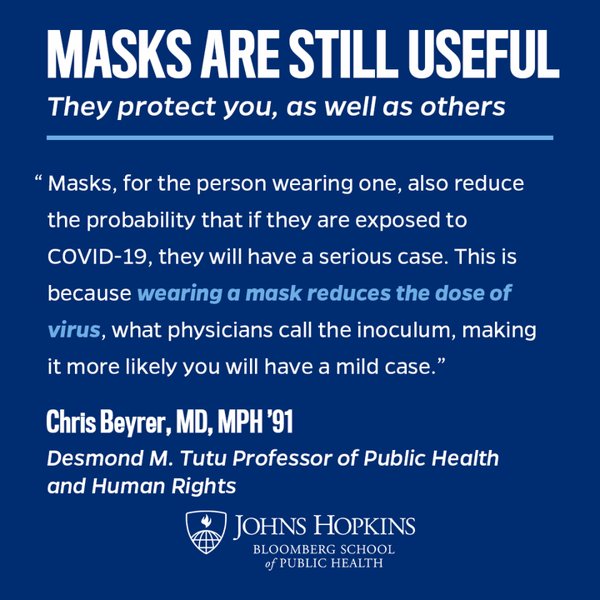 MASKS ARE STILL USEFUL
They protect you, as well as others
“ Masks, for the person wearing one, also reduce
the probability that if they are exposed to
COVID-19, they will have a serious case. This is
because wearing a mask reduces the dose of
virus, what physicians call the inoculum, making
it more likely you will have a mild case.”
Chris Beyrer, MD, MPH ’91
Desmond M. Tutu Professor of Public Health
and Human Rights
JOHNS HOPKINS
BLOOMBERG SCHOOL
of PUBLIC HEALTH